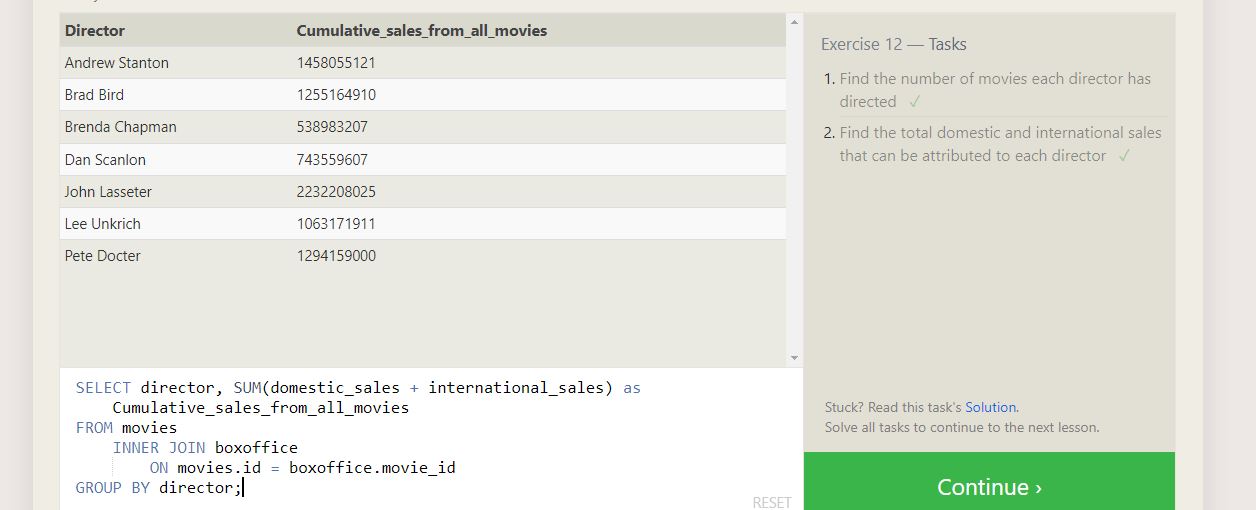 Director Cumulative_sales_from_all_movies
Andrew Stanton 1458055121
Brad Bird 1255164910
Brenda Chapman 538983207
Dan Scanlon 743559607
John Lasseter 2232208025
Lee Unkrich 1063171911
Pete Docter 1294159000
SELECT director, SUM(domestic_sales + international_sales) as
Cumulative_sales_from_all_movies
FROM movies
INNER JOIN boxoffice
ON movies.id = boxoffice.movie_id
GROUP BY director;
RESET
Exercise 12 — Tasks
1. Find the number of movies each director has
directed ✓
2. Find the total domestic and international sales
that can be attributed to each director ✓
Stuck? Read this task's Solution.
Solve all tasks to continue to the next lesson.
Continue ›